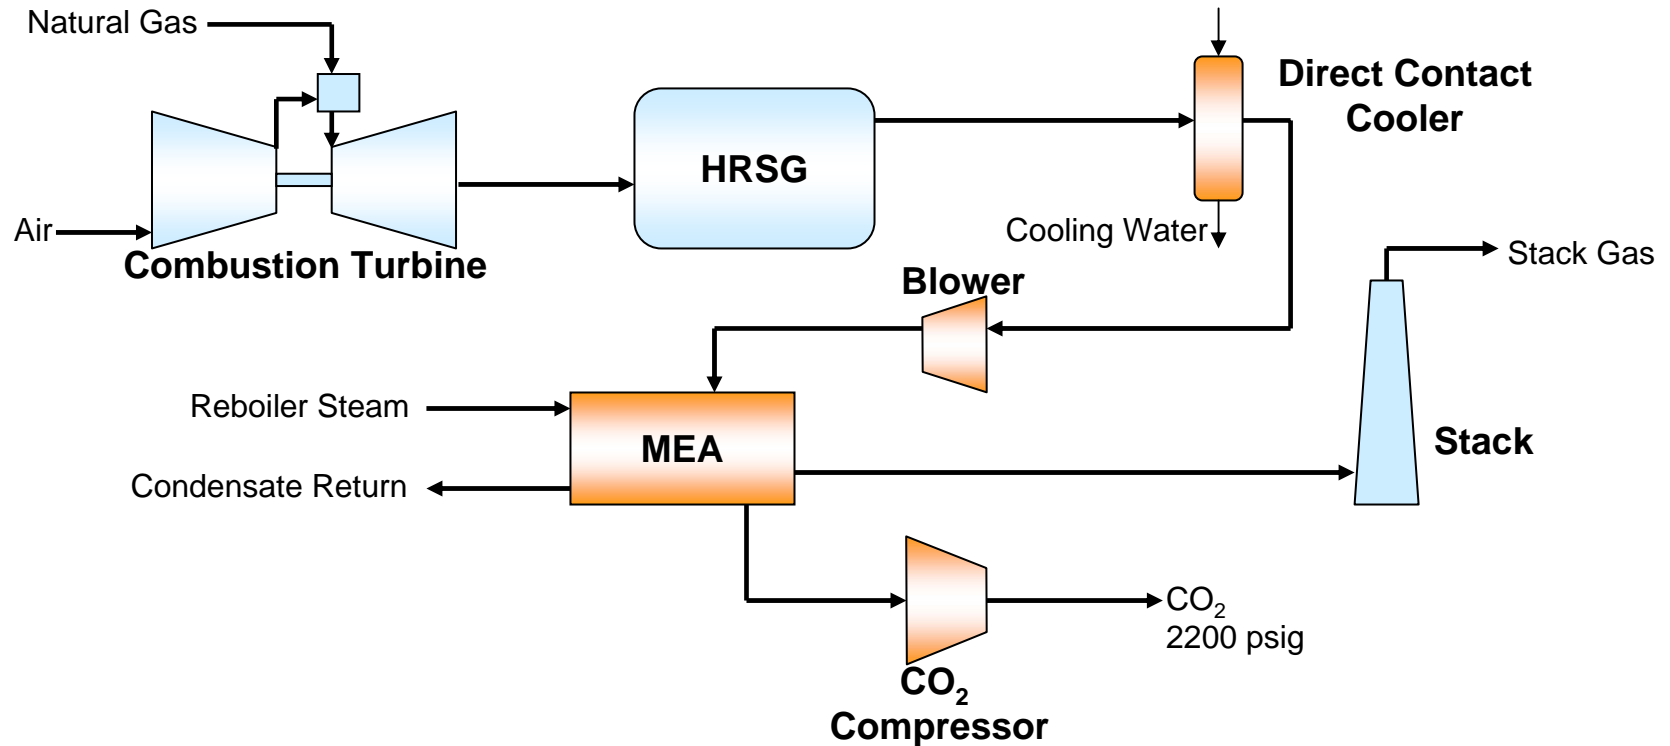 Natural Gas
Direct Contact
Cooler
HRSG
Air
Cooling Water
Combustion Turbine
Stack Gas
Blower
Reboiler Steam
MEA
Stack
Condensate Return
CO₂
2200 psig
CO₂
Compressor